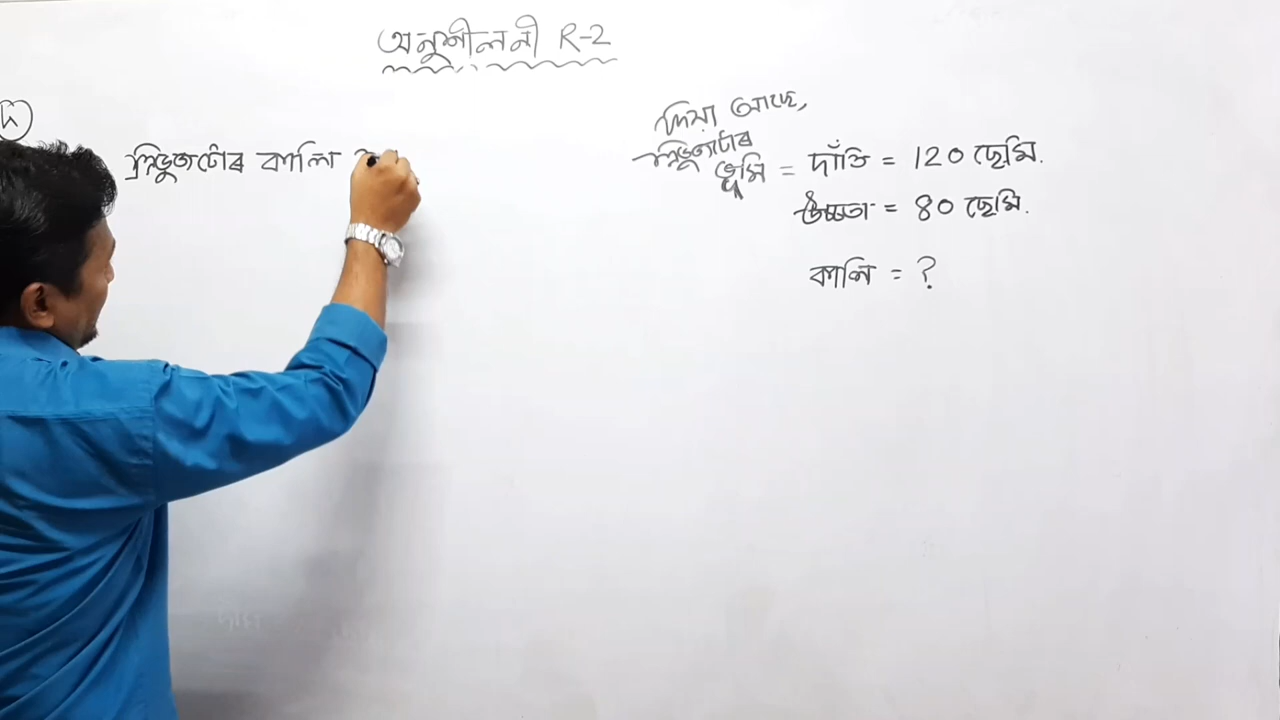 অনুশীলনী R-2
ত্ৰিভুজটোৰ কালি
দিয়া আছে,
ত্ৰিভুজটোৰ
ভূমি = দাঁতি = 120 ছেমি.
উচ্চতা = 80 ছেমি.
কালি = ?